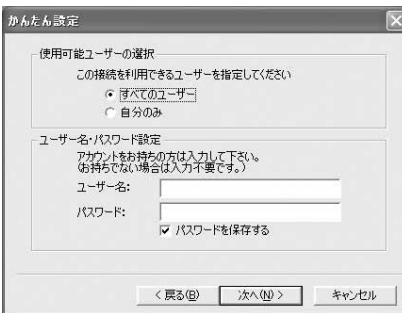 かんたん設定
使用可能ユーザーの選択
この接続を利用できるユーザーを指定してください
すべてのユーザー
自分のみ
ユーザー名・パスワード設定
アカウントをお持ちの方は入力して下さい。
(お持ちでない場合は入力不要です。)
ユーザー名:
パスワード:
パスワードを保存する
< 戻る(B)
次へ(N) >
キャンセル